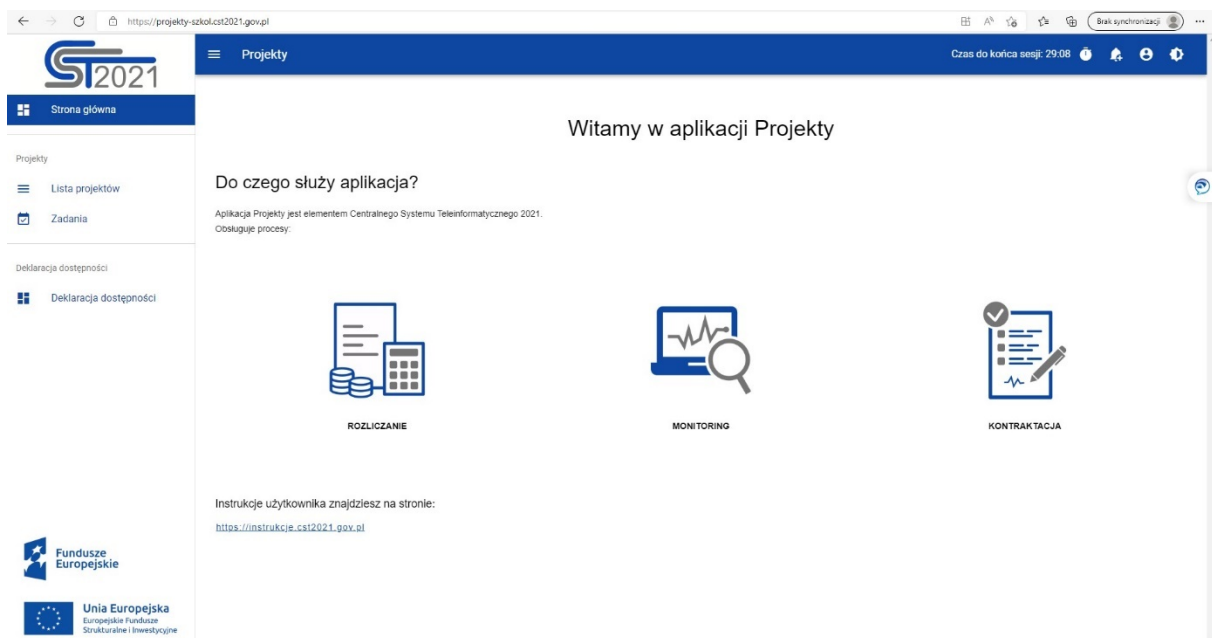 https://projekty-szkol.cst2021.gov.pl
Brak synchronizacji
ST2021
Projekty
Czas do końca sesji: 29:08
Strona główna
Witamy w aplikacji Projekty
Projekty
Lista projektów
Zadania
Do czego służy aplikacja?
Aplikacja Projekty jest elementem Centralnego Systemu Teleinformatycznego 2021.
Obsługuje procesy:
Deklaracja dostępności
Deklaracja dostępności
ROZLICZANIE
MONITORING
KONTRAKTACJA
Instrukcje użytkownika znajdziesz na stronie:
https://instrukcje.cst2021.gov.pl
Fundusze
Europejskie
Unia Europejska
Europejskie Fundusze
Strukturalne i Inwestycyjne